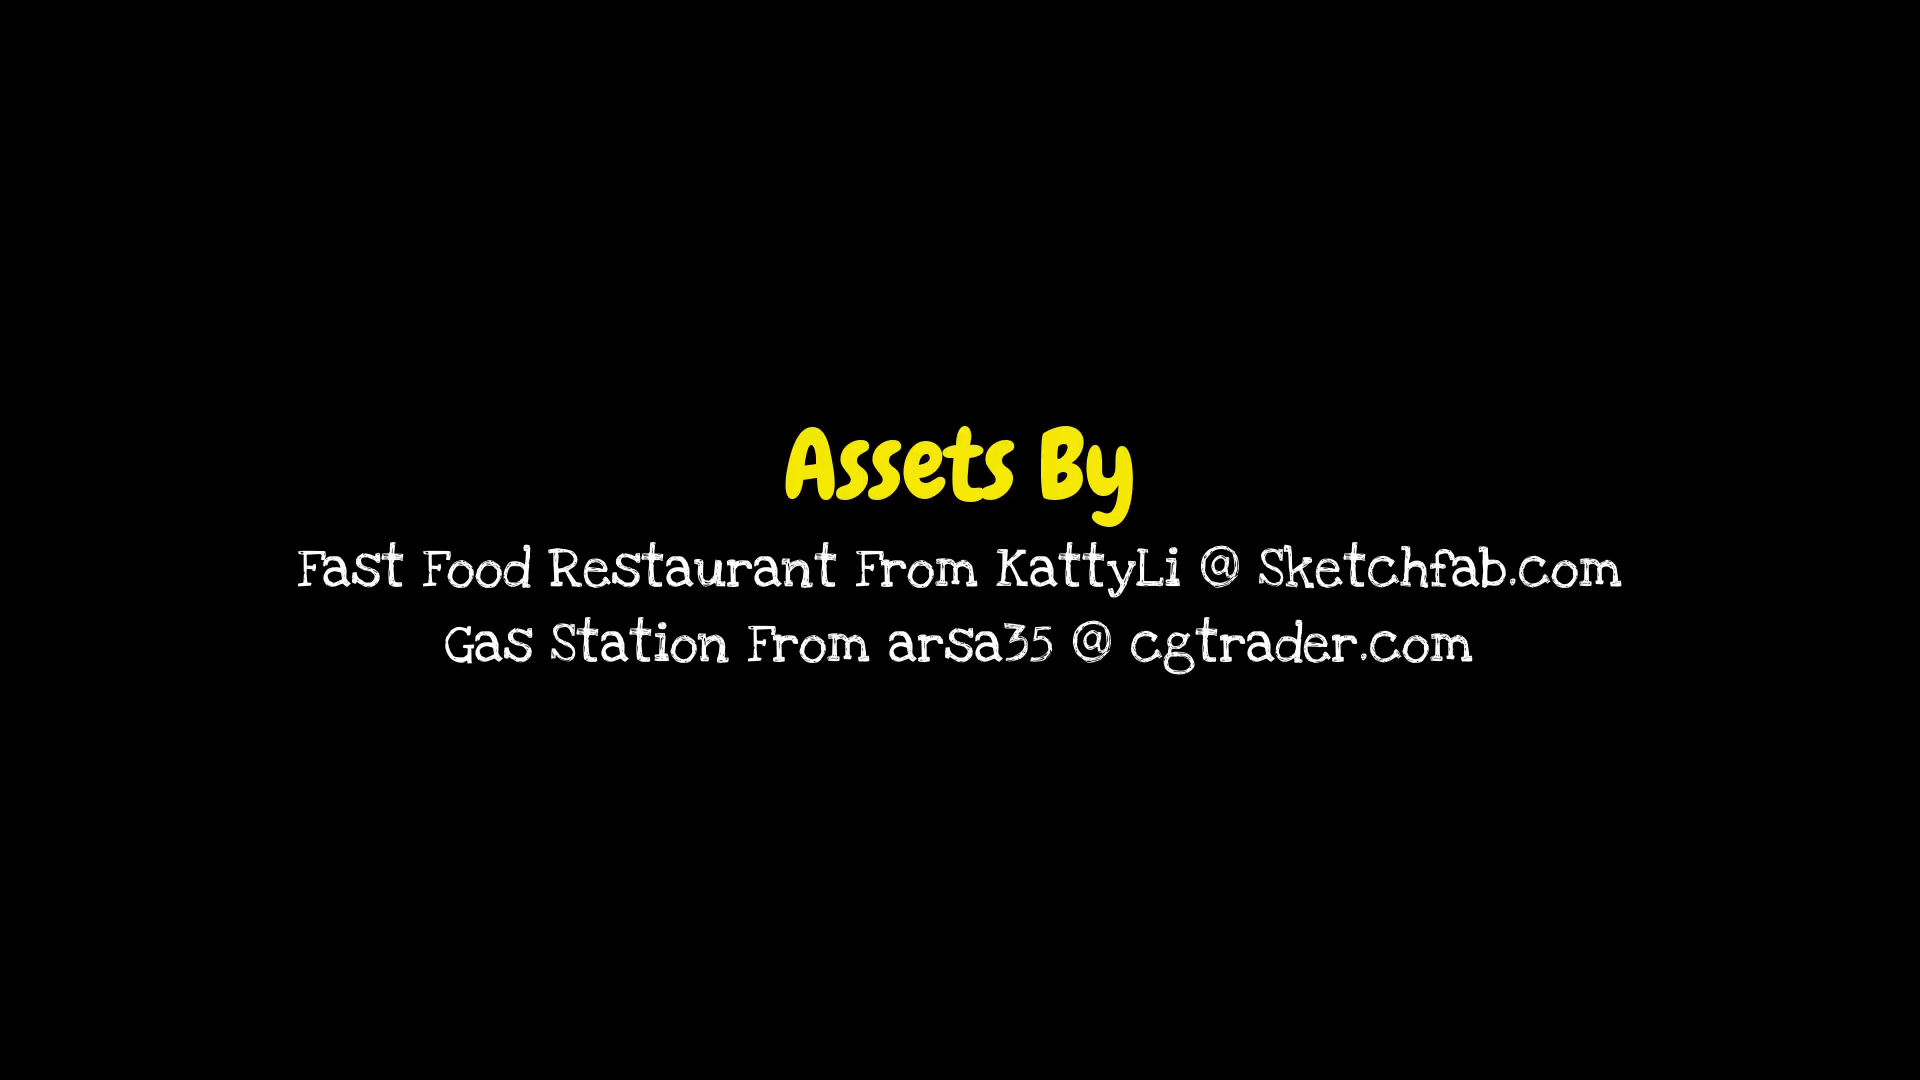 Assets By
Fast Food Restaurant From KattyLi @ Sketchfab.com
Gas Station From arsa35 @ cgtrader.com